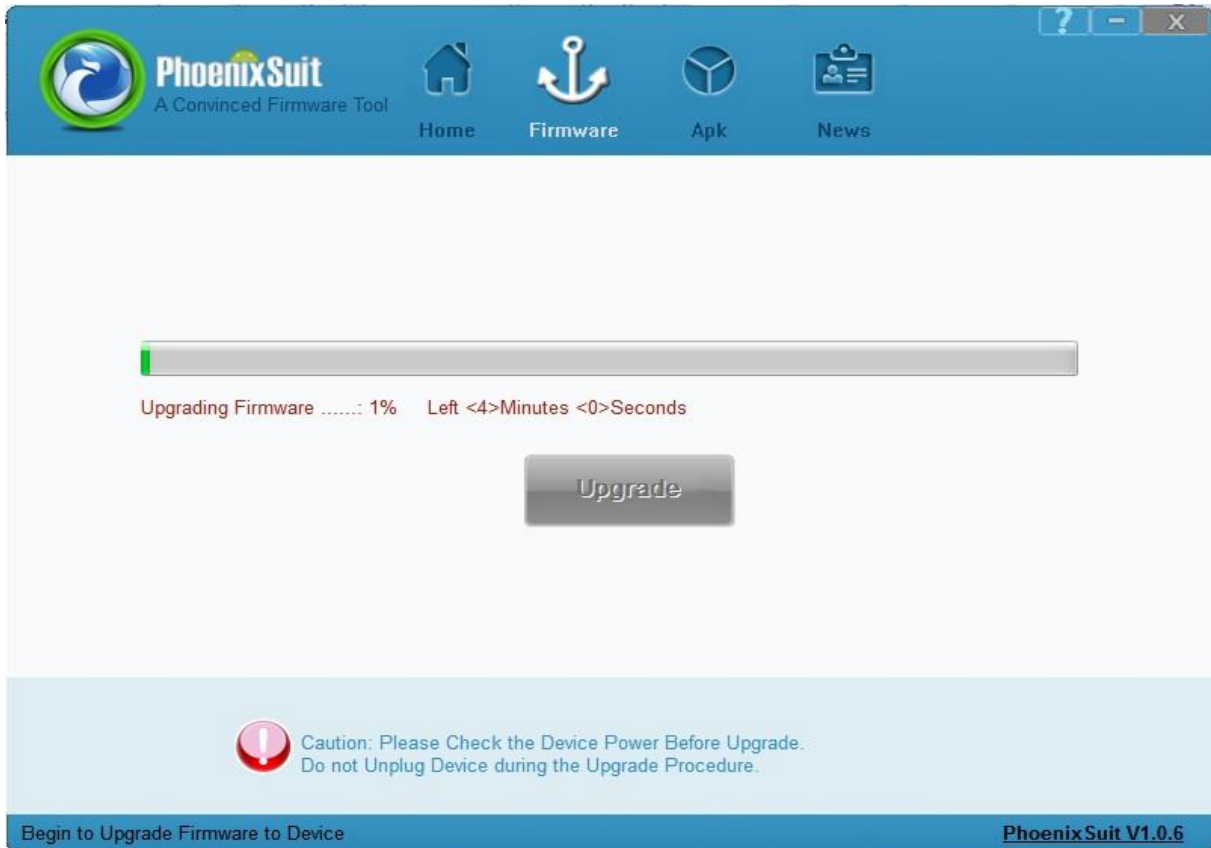 ? - X
PhoenixSuit
A Convinced Firmware Tool
Home Firmware Apk News
Upgrading Firmware ......: 1% Left <4>Minutes <0>Seconds
Upgrade
Caution: Please Check the Device Power Before Upgrade.
Do not Unplug Device during the Upgrade Procedure.
Begin to Upgrade Firmware to Device PhoenixSuit V1.0.6